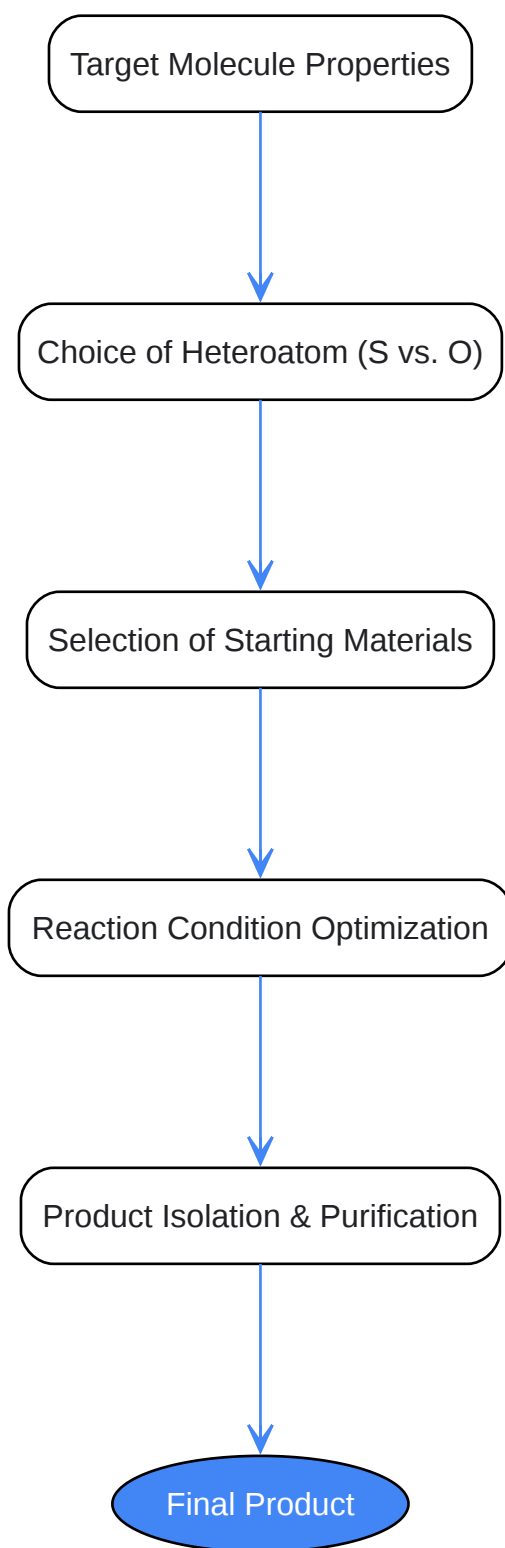 Target Molecule Properties
Choice of Heteroatom (S vs. O)
Selection of Starting Materials
Reaction Condition Optimization
Product Isolation & Purification
Final Product